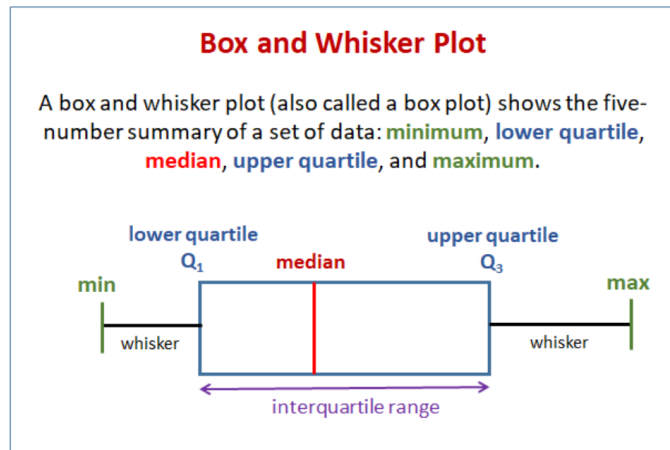 Box and Whisker Plot
A box and whisker plot (also called a box plot) shows the five-
number summary of a set of data: minimum, lower quartile,
median, upper quartile, and maximum.
lower quartile
Q₁
median
upper quartile
Q₃
min
max
whisker
whisker
interquartile range